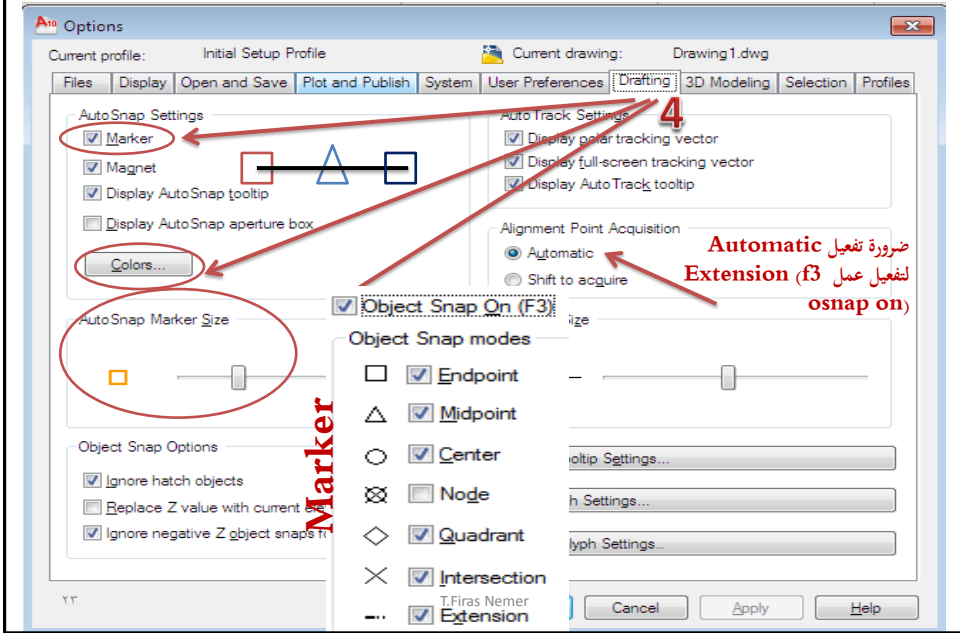 A10 Options
Current profile: Initial Setup Profile Current drawing: Drawing1.dwg
Files Display Open and Save Plot and Publish System User Preferences Drafting 3D Modeling Selection Profiles
AutoSnap Settings
Marker
Magnet
Display AutoSnap tooltip
Display AutoSnap aperture box
Colors...
AutoTrack Settings
4
Display polar tracking vector
Display full-screen tracking vector
Display AutoTrack tooltip
Alignment Point Acquisition
Automatic
Shift to acquire
ضرورة تفعيل Automatic
لتفعيل عمل Extension (f3
osnap on)
AutoSnap Marker Size
Object Snap On (F3)
Object Snap modes
Endpoint
Midpoint
Center
Node
Quadrant
Intersection
Extension
Marker
Object Snap Options
Ignore hatch objects
Replace Z value with current
Ignore negative Z object snaps
Settings...
Settings...
Settings...
٢٣
T.Firas Nemer
Cancel Apply Help